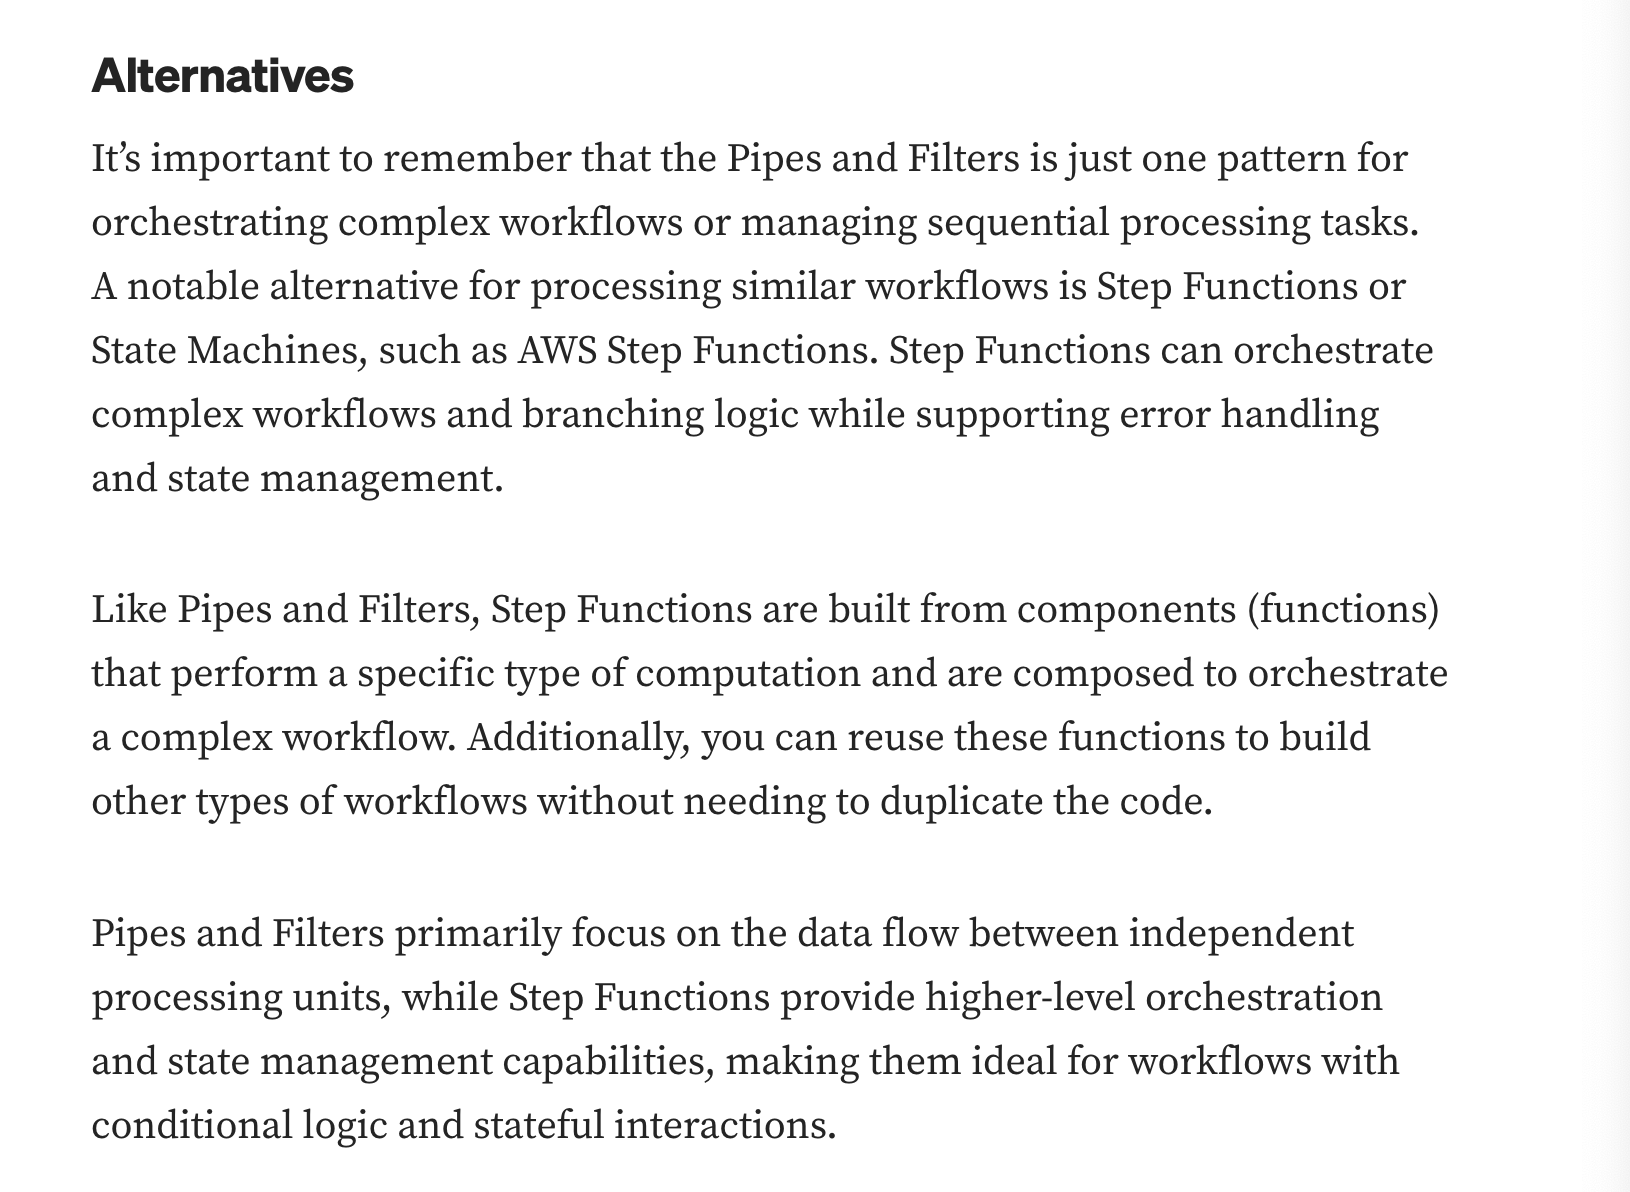 Alternatives
It’s important to remember that the Pipes and Filters is just one pattern for
orchestrating complex workflows or managing sequential processing tasks.
A notable alternative for processing similar workflows is Step Functions or
State Machines, such as AWS Step Functions. Step Functions can orchestrate
complex workflows and branching logic while supporting error handling
and state management.
Like Pipes and Filters, Step Functions are built from components (functions)
that perform a specific type of computation and are composed to orchestrate
a complex workflow. Additionally, you can reuse these functions to build
other types of workflows without needing to duplicate the code.
Pipes and Filters primarily focus on the data flow between independent
processing units, while Step Functions provide higher-level orchestration
and state management capabilities, making them ideal for workflows with
conditional logic and stateful interactions.